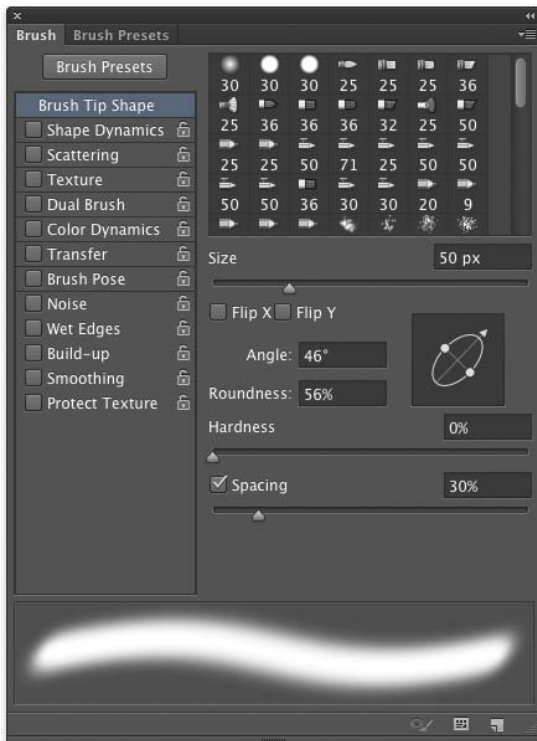 Brush Brush Presets
Brush Presets
Brush Tip Shape
Shape Dynamics
Scattering
Texture
Dual Brush
Color Dynamics
Transfer
Brush Pose
Noise
Wet Edges
Build-up
Smoothing
Protect Texture
30 30 30 25 25 25 36
25 36 36 36 32 25 50
25 25 50 71 25 50 50
50 50 36 30 30 20 9
Size 50 px
Flip X Flip Y
Angle: 46°
Roundness: 56%
Hardness 0%
Spacing 30%